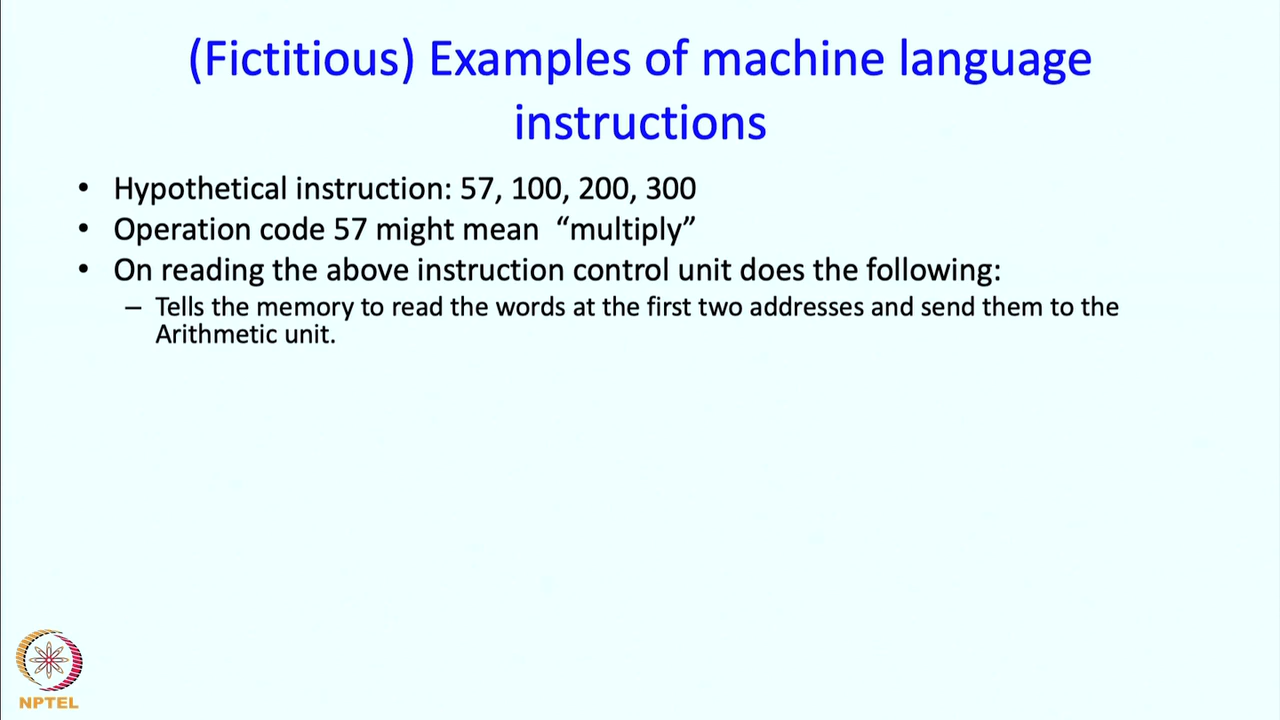 (Fictitious) Examples of machine language
instructions
• Hypothetical instruction: 57, 100, 200, 300
• Operation code 57 might mean “multiply”
• On reading the above instruction control unit does the following:
– Tells the memory to read the words at the first two addresses and send them to the
Arithmetic unit.
NPTEL